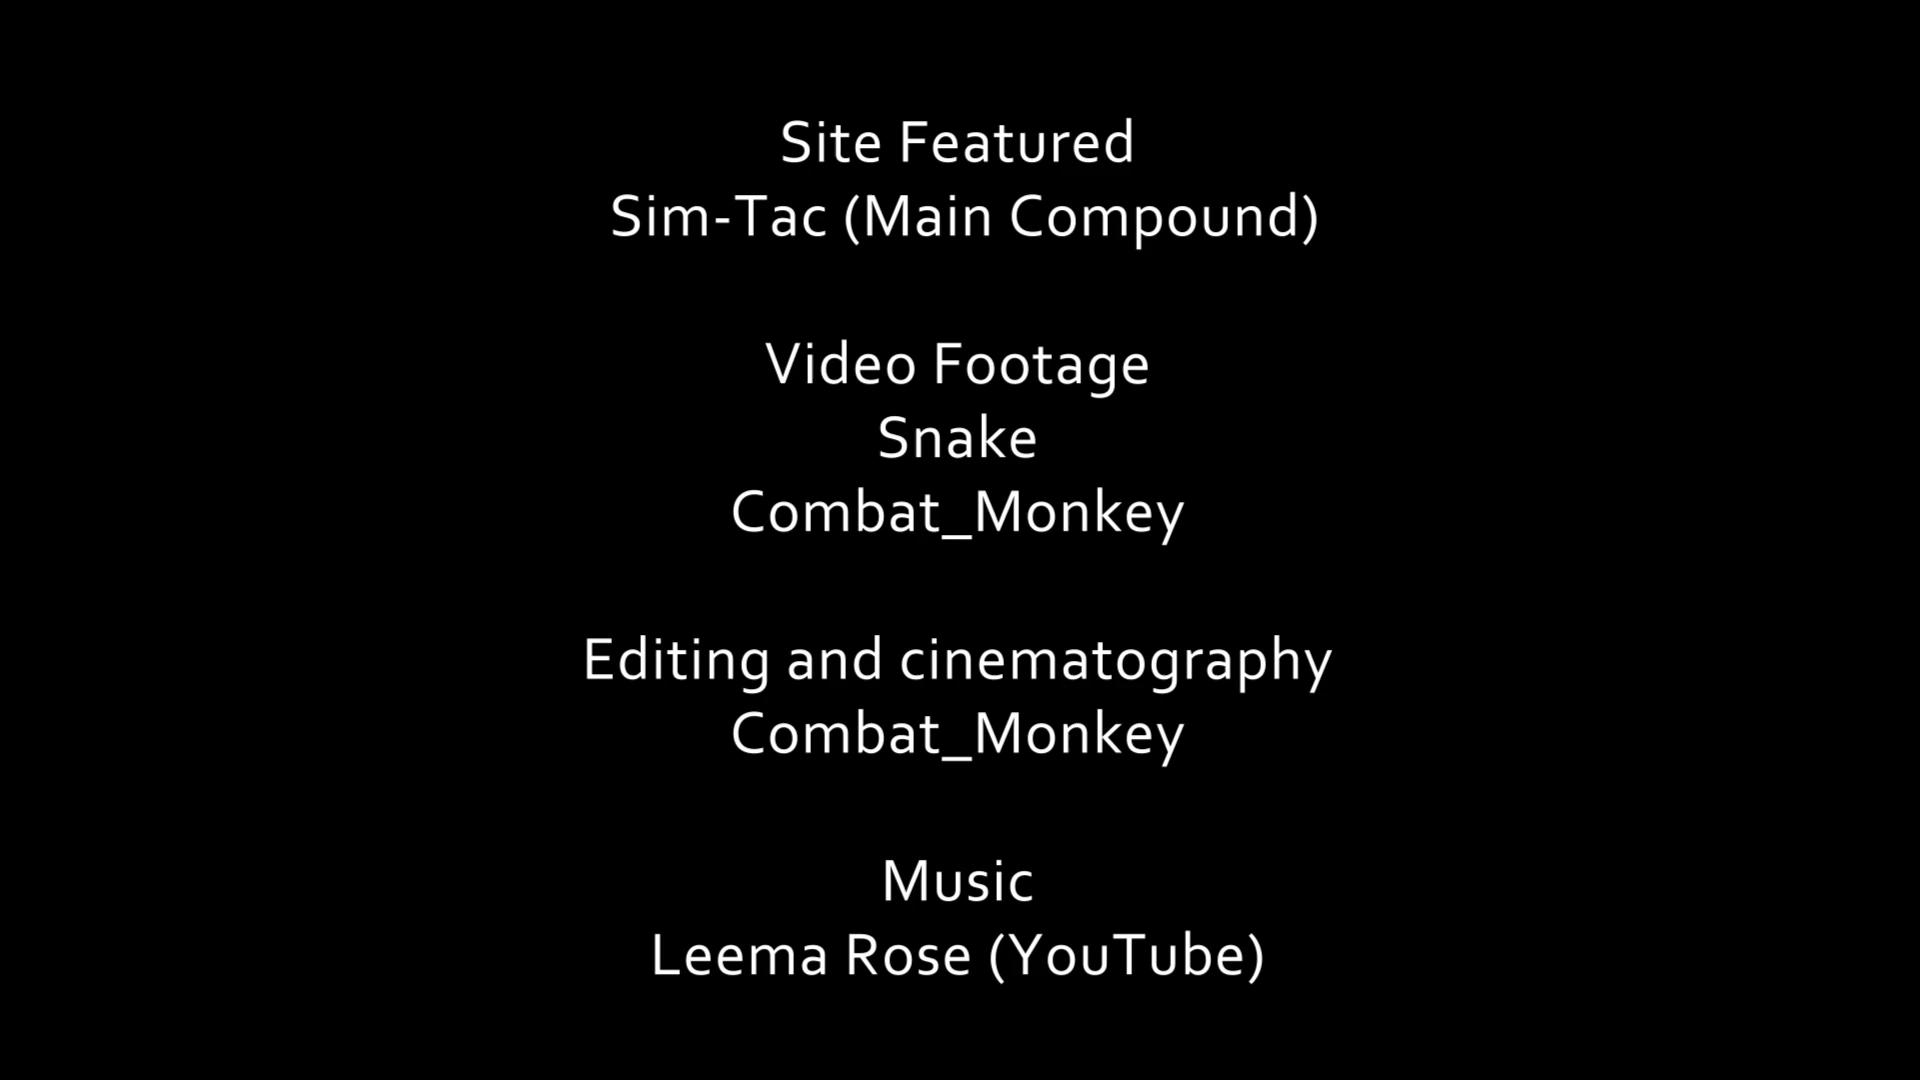 Site Featured
Sim-Tac (Main Compound)
Video Footage
Snake
Combat_Monkey
Editing and cinematography
Combat_Monkey
Music
Leema Rose (YouTube)